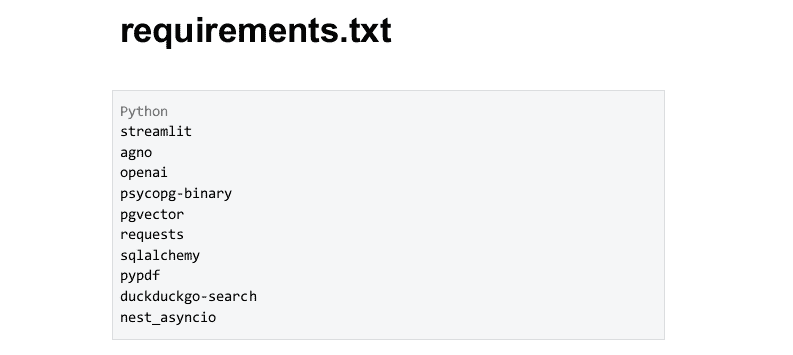 requirements.txt
Python
streamlit
agno
openai
psycopg-binary
pgvector
requests
sqlalchemy
pypdf
duckduckgo-search
nest_asyncio